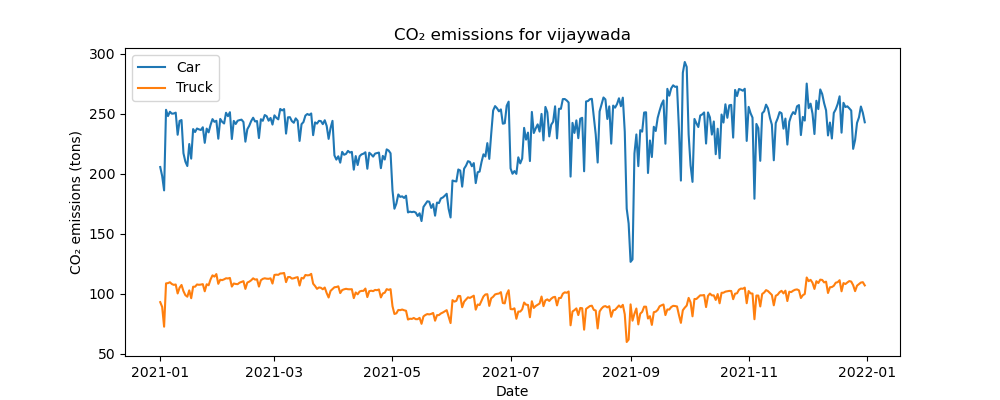 CO₂ emissions for vijaywada
Car
Truck
CO₂ emissions (tons)
300
250
200
150
100
50
2021-01
2021-03
2021-05
2021-07
2021-09
2021-11
2022-01
Date